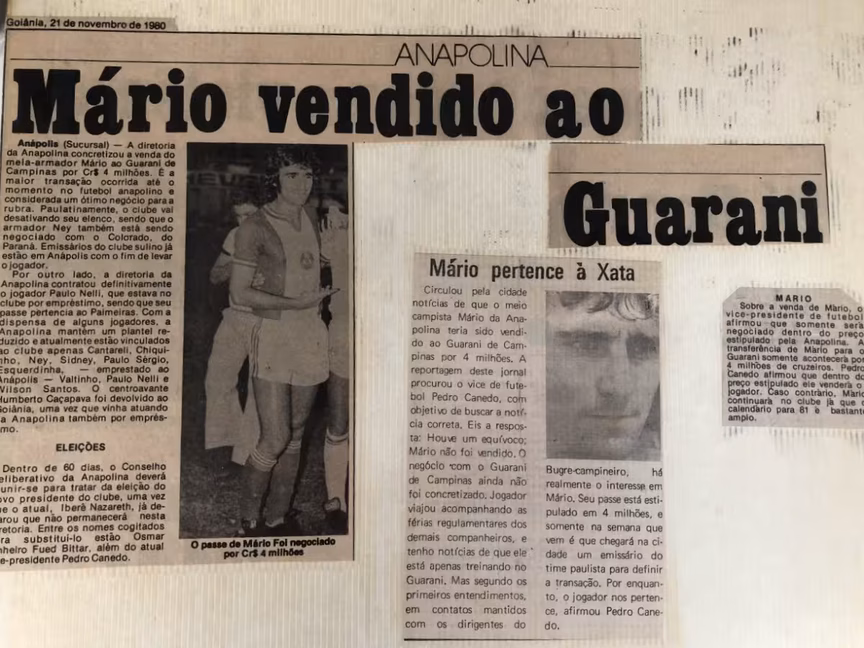 Goiânia, 21 de novembro de 1980
ANAPOLINA
Mário vendido ao
Guarani
Anápolis (Sucursal) — A diretoria
da Anapolina concretizou a venda do
meia-armador Mário ao Guarani de
Campinas por Cr$ 4 milhões. É a
maior transação ocorrida até o
momento no futebol anapolino e
considerada um ótimo negócio para a
rubra. Paulatinamente, o clube vai
desativando seu elenco, sendo que o
armador Ney também está sendo
negociado com o Colorado, do
Paraná. Emissários do clube sulino já
estão em Anápolis com o fim de levar
o jogador.
Por outro lado, a diretoria da
Anapolina contratou definitivamente
o jogador Paulo Nelli, que estava no
clube por empréstimo, sendo que seu
passe pertencia ao Palmeiras. Com a
dispensa de alguns jogadores, a
Anapolina mantém um plantel re-
duzido e atualmente estão vinculados
ao clube apenas Cantareli, Chiqui-
nho, Ney, Sidney, Paulo Sérgio,
Esquerdinha, — emprestado ao
Anápolis — Valtinho, Paulo Nelli e
Wilson Santos. O centroavante
Humberto Caçapava foi devolvido ao
Goiânia, uma vez que vinha atuando
na Anapolina também por emprés-
mo.
ELEIÇÕES
Dentro de 60 dias, o Conselho
eliberativo da Anapolina deverá
unir-se para tratar da eleição do
ovo presidente do clube, uma vez
e o atual, Iberê Nazareth, já de-
arou que não permanecerá nesta
retoria. Entre os nomes cogitados
ra substituí-lo estão Osmar
nheiro Fued Bittar, além do atual
e-presidente Pedro Canedo.
O passe de Mário Foi negociado
por Cr$ 4 milhões
Mário pertence à Xata
Circulou pela cidade
notícias de que o meio
campista Mário da Ana-
polina teria sido vendi-
do ao Guarani de Cam-
pinas por 4 milhões. A
reportagem deste jornal
procurou o vice de fute-
bol Pedro Canedo, com
objetivo de buscar a notí-
cia correta. Eis a respos-
ta: Houve um equívoco;
Mário não foi vendido. O
negócio com o Guarani
de Campinas ainda não
foi concretizado. Jogador
viajou acompanhando as
férias regulamentares dos
demais companheiros, e
tenho notícias de que ele
está apenas treinando no
Guarani. Mas segundo os
primeiros entendimentos,
em contatos mantidos
com os dirigentes do
Bugre-campineiro, há
realmente o interesse em
Mário. Seu passe está esti-
pulado em 4 milhões, e
somente na semana que
vem é que chegará na ci-
dade um emissário do
time paulista para definir
a transação. Por enquan-
to, o jogador nos perten-
ce, afirmou Pedro Cane-
do.
MARIO
Sobre a venda de Mário, o
vice-presidente de futebol
afirmou que somente será
negociado dentro do preço
estipulado pela Anapolina. A
transferência de Mário para o
Guarani somente acontecerá por
4 milhões de cruzeiros. Pedro
Canedo afirmou que dentro do
preço estipulado ele venderá o
jogador. Caso contrário, Mário
continuará no clube já que o
calendário para 81 é bastante
amplo.